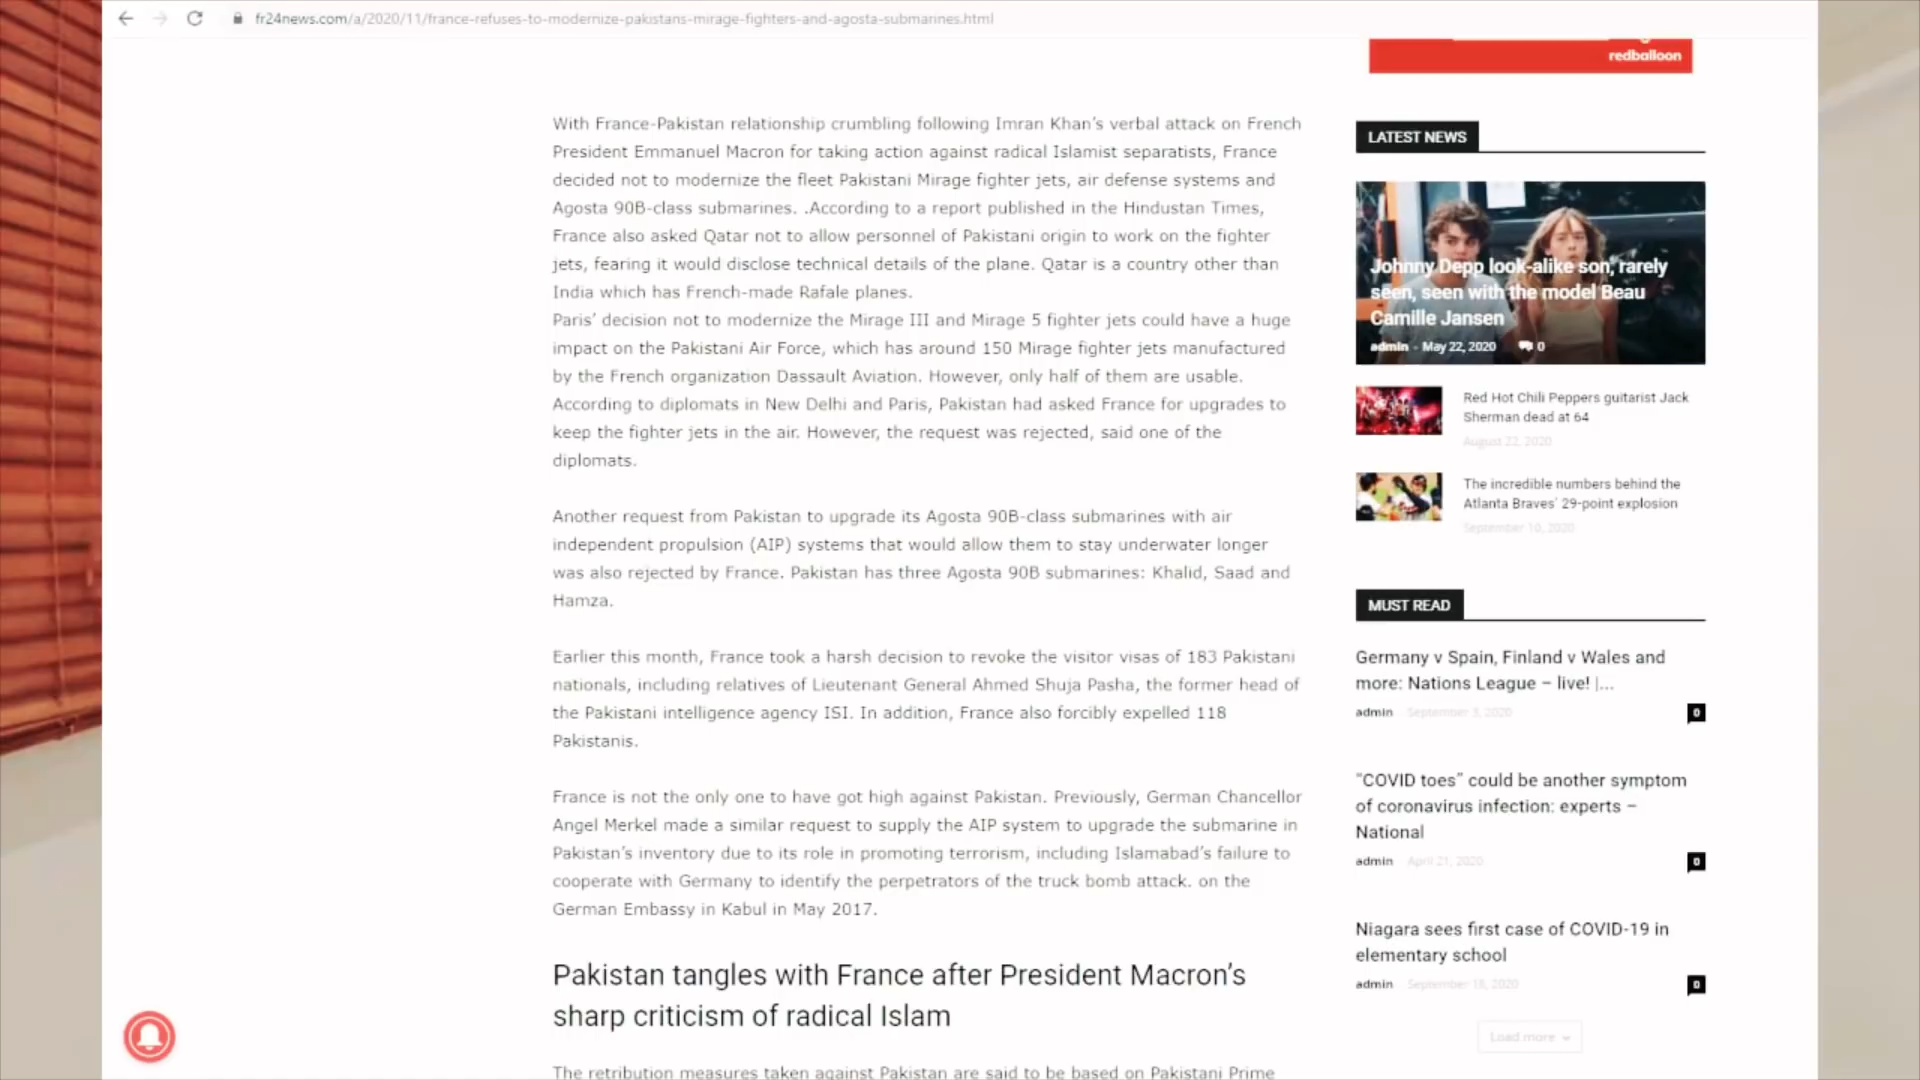 fr24news.com/a/2020/11/france-refuses-to-modernize-pakistans-mirage-fighters-and-agosta-submarines.html
redballoon
With France-Pakistan relationship crumbling following Imran Khan's verbal attack on French
President Emmanuel Macron for taking action against radical Islamist separatists, France
decided not to modernize the fleet Pakistani Mirage fighter jets, air defense systems and
Agosta 90B-class submarines. .According to a report published in the Hindustan Times,
France also asked Qatar not to allow personnel of Pakistani origin to work on the fighter
jets, fearing it would disclose technical details of the plane. Qatar is a country other than
India which has French-made Rafale planes.
Paris' decision not to modernize the Mirage III and Mirage 5 fighter jets could have a huge
impact on the Pakistani Air Force, which has around 150 Mirage fighter jets manufactured
by the French organization Dassault Aviation. However, only half of them are usable.
According to diplomats in New Delhi and Paris, Pakistan had asked France for upgrades to
keep the fighter jets in the air. However, the request was rejected, said one of the
diplomats.
Another request from Pakistan to upgrade its Agosta 90B-class submarines with air
independent propulsion (AIP) systems that would allow them to stay underwater longer
was also rejected by France. Pakistan has three Agosta 90B submarines: Khalid, Saad and
Hamza.
Earlier this month, France took a harsh decision to revoke the visitor visas of 183 Pakistani
nationals, including relatives of Lieutenant General Ahmed Shuja Pasha, the former head of
the Pakistani intelligence agency ISI. In addition, France also forcibly expelled 118
Pakistanis.
France is not the only one to have got high against Pakistan. Previously, German Chancellor
Angel Merkel made a similar request to supply the AIP system to upgrade the submarine in
Pakistan's inventory due to its role in promoting terrorism, including Islamabad's failure to
cooperate with Germany to identify the perpetrators of the truck bomb attack. on the
German Embassy in Kabul in May 2017.
Pakistan tangles with France after President Macron's
sharp criticism of radical Islam
The retribution measures taken against Pakistan are said to be based on Pakistani Prime
LATEST NEWS
Johnny Depp look-alike son, rarely
seen, seen with the model Beau
Camille Jansen
admin - May 22, 2020 0
Red Hot Chili Peppers guitarist Jack
Sherman dead at 64
August 22, 2020
The incredible numbers behind the
Atlanta Braves' 29-point explosion
September 10, 2020
MUST READ
Germany v Spain, Finland v Wales and
more: Nations League – live! |...
admin September 3, 2020 0
"COVID toes" could be another symptom
of coronavirus infection: experts –
National
admin April 21, 2020 0
Niagara sees first case of COVID-19 in
elementary school
admin September 18, 2020 0
Load more